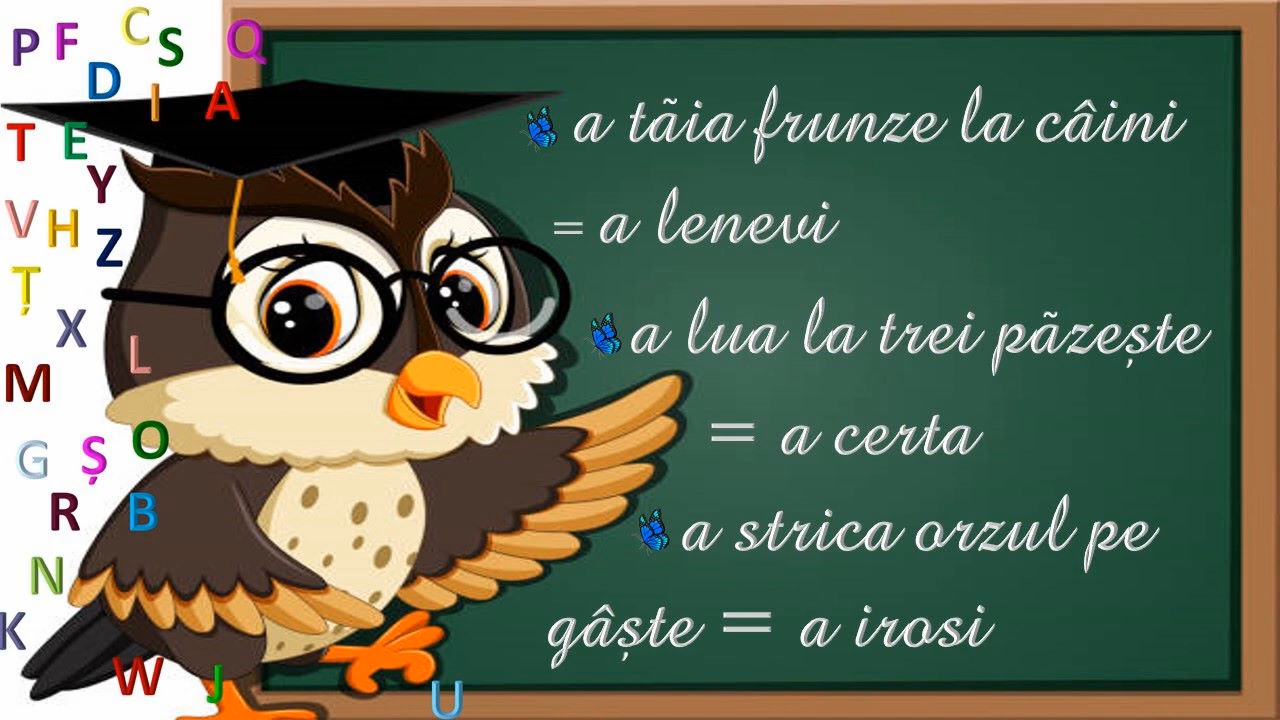 P F C S Q
D I A
T E
Y
V H Z
Ț X
L
M
G Ș O
R B
N
K
W J U
a tãia frunze la câini
= a lenevi
a lua la trei pãzește
= a certa
a strica orzul pe
gâște = a irosi